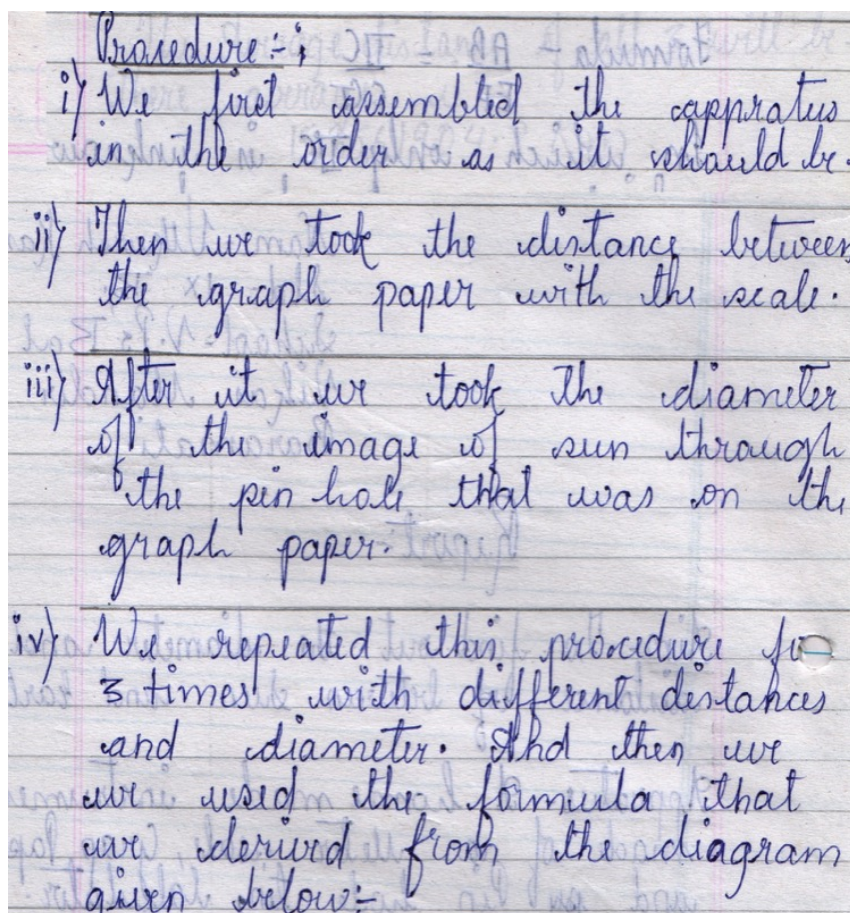 Procedure :- ;
i) We first assembled the appratus
in the order as it should be.
ii) Then we took the distance between
the graph paper with the scale.
iii) After it we took the diameter
of the image of sun through
the pin hole that was on the
graph paper.
iv) We repeated this procedure fo
3 times with different distances
and diameter. And then we
we used the formula that
we derived from the diagram
given below:-